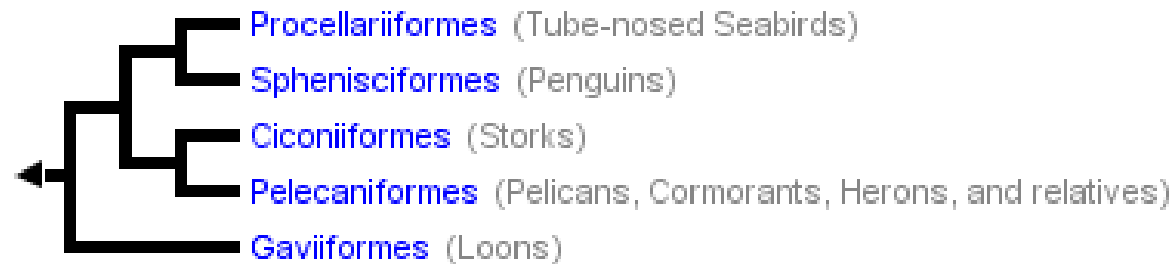 Procellariiformes (Tube-nosed Seabirds)
Sphenisciformes (Penguins)
Ciconiiformes (Storks)
Pelecaniformes (Pelicans, Cormorants, Herons, and relatives)
Gaviiformes (Loons)